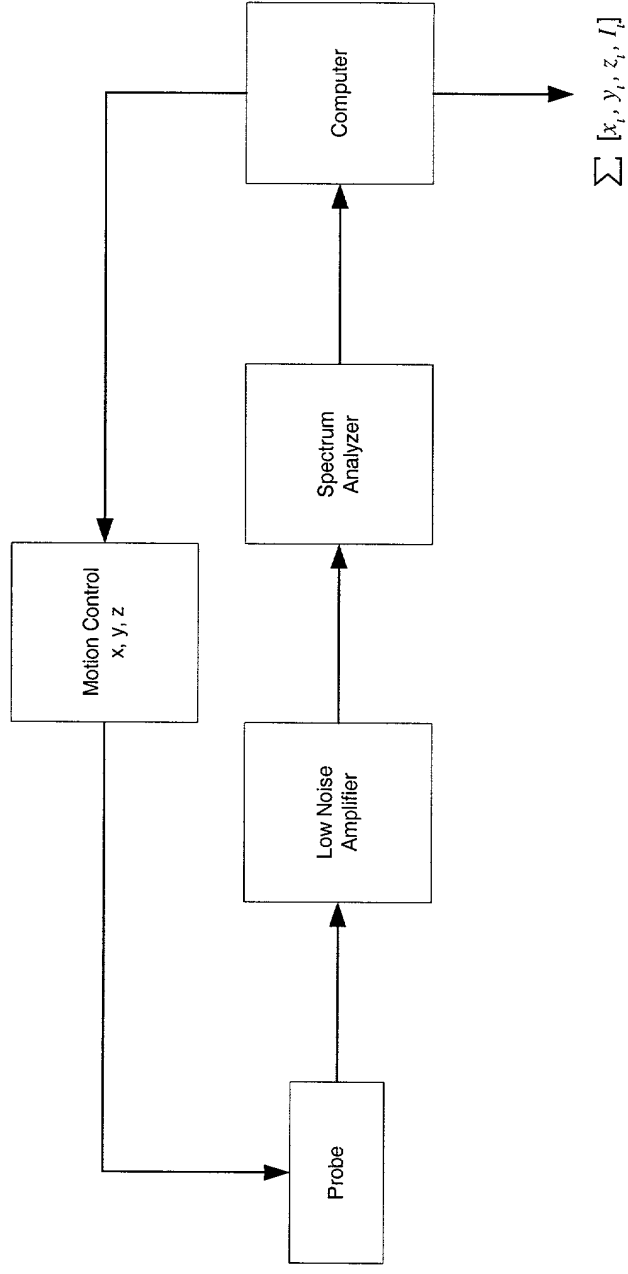 Motion Control
x, y, z
Probe
Low Noise
Amplifier
Spectrum
Analyzer
Computer
∑ [x_i, y_i, z_i, I_i]